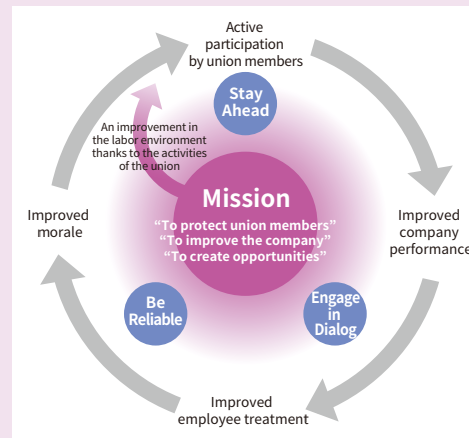 Active
participation
by union members
Stay
Ahead
An improvement in
the labor environment
thanks to the activities
of the union
Mission
“To protect union members”
“To improve the company”
“To create opportunities”
Improved
morale
Improved
company
performance
Be
Reliable
Engage
in
Dialog
Improved
employee treatment